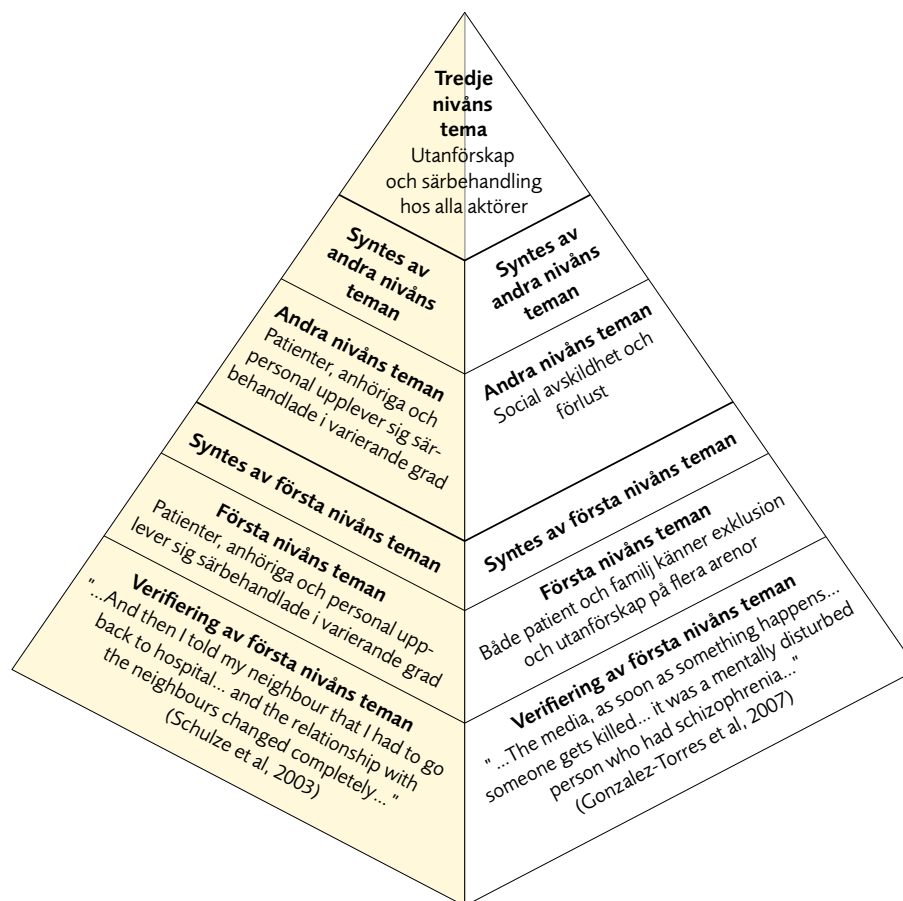 Tredje
nivåns
tema
Utanförskap
och särbehandling
hos alla aktörer
Syntes av
andra nivåns
teman
Andra nivåns teman
Patienter, anhöriga och
personal upplever sig sär-
behandlade i varierande grad
Syntes av första nivåns teman
Första nivåns teman
Patienter, anhöriga och personal upp-
lever sig särbehandlade i varierande grad
Verifiering av första nivåns teman
"...And then I told my neighbour that I had to go
back to hospital... and the relationship with
the neighbours changed completely... "
(Schulze et al, 2003)
Syntes av
andra nivåns
teman
Andra nivåns teman
Social avskildhet och
förlust
Syntes av första nivåns teman
Första nivåns teman
Både patient och familj känner exklusion
och utanförskap på flera arenor
Verifiering av första nivåns teman
" ...The media, as soon as something happens...
someone gets killed... it was a mentally disturbed
person who had schizophrenia..."
(Gonzalez-Torres et al, 2007)